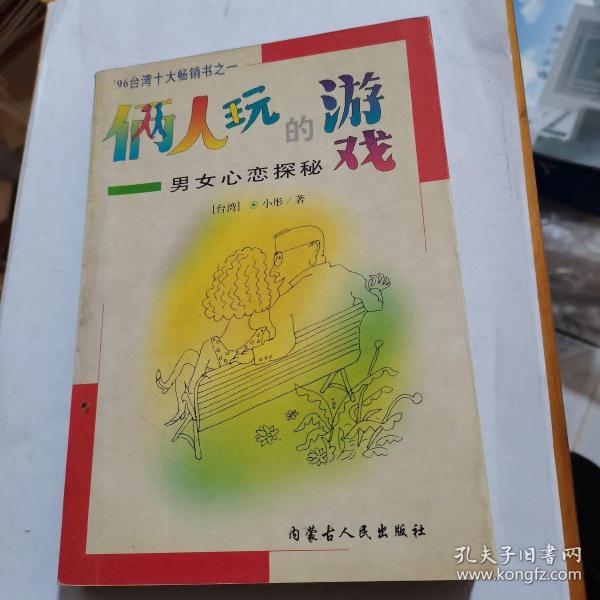 '96台湾十大畅销书之一
俩人玩的游戏
男女心恋探秘
[台湾] 小彤/著
内蒙古人民出版社
孔夫子旧书网
www.kongfz.com